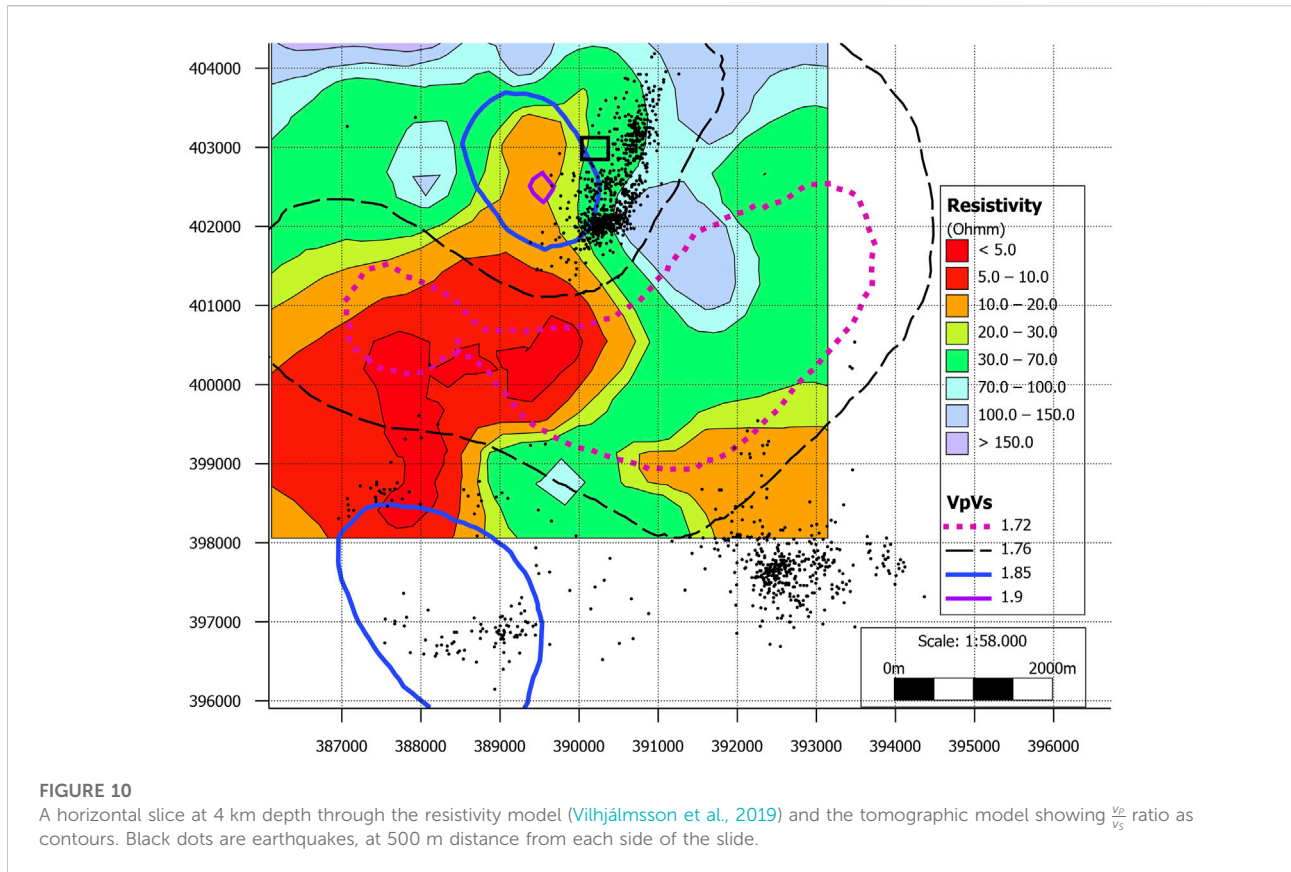 404000
403000
402000
401000
400000
399000
398000
397000
396000
387000 388000 389000 390000 391000 392000 393000 394000 395000 396000
Resistivity
(Ohmm)
< 5.0
5.0 – 10.0
10.0 – 20.0
20.0 – 30.0
30.0 – 70.0
70.0 – 100.0
100.0 – 150.0
> 150.0
VpVs
1.72
1.76
1.85
1.9
Scale: 1:58.000
0m 2000m
FIGURE 10
A horizontal slice at 4 km depth through the resistivity model (Vilhjálmsson et al., 2019) and the tomographic model showing vP/vS ratio as
contours. Black dots are earthquakes, at 500 m distance from each side of the slide.